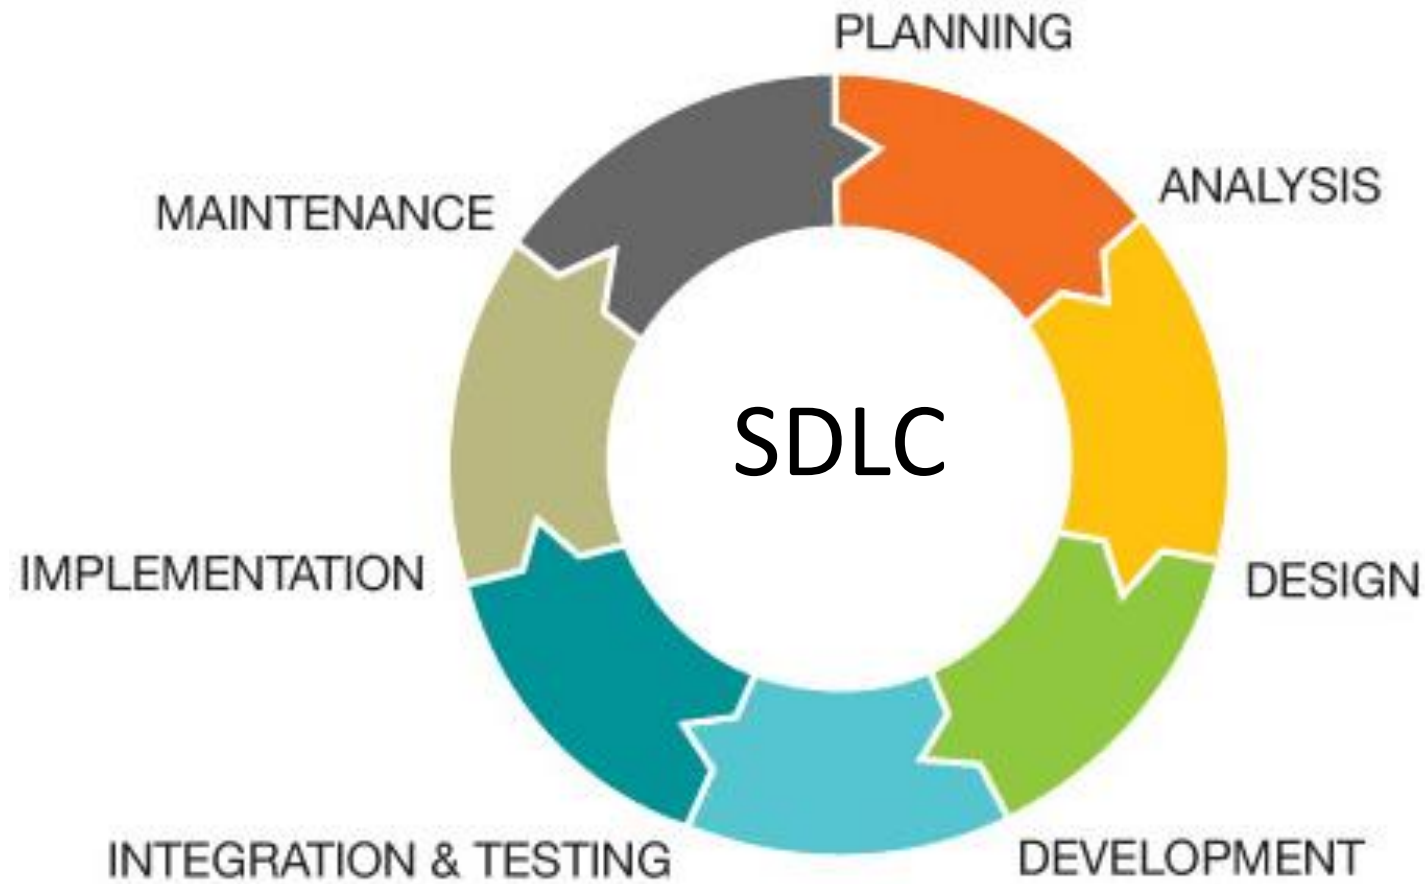 PLANNING
ANALYSIS
MAINTENANCE
SDLC
IMPLEMENTATION
DESIGN
INTEGRATION & TESTING
DEVELOPMENT